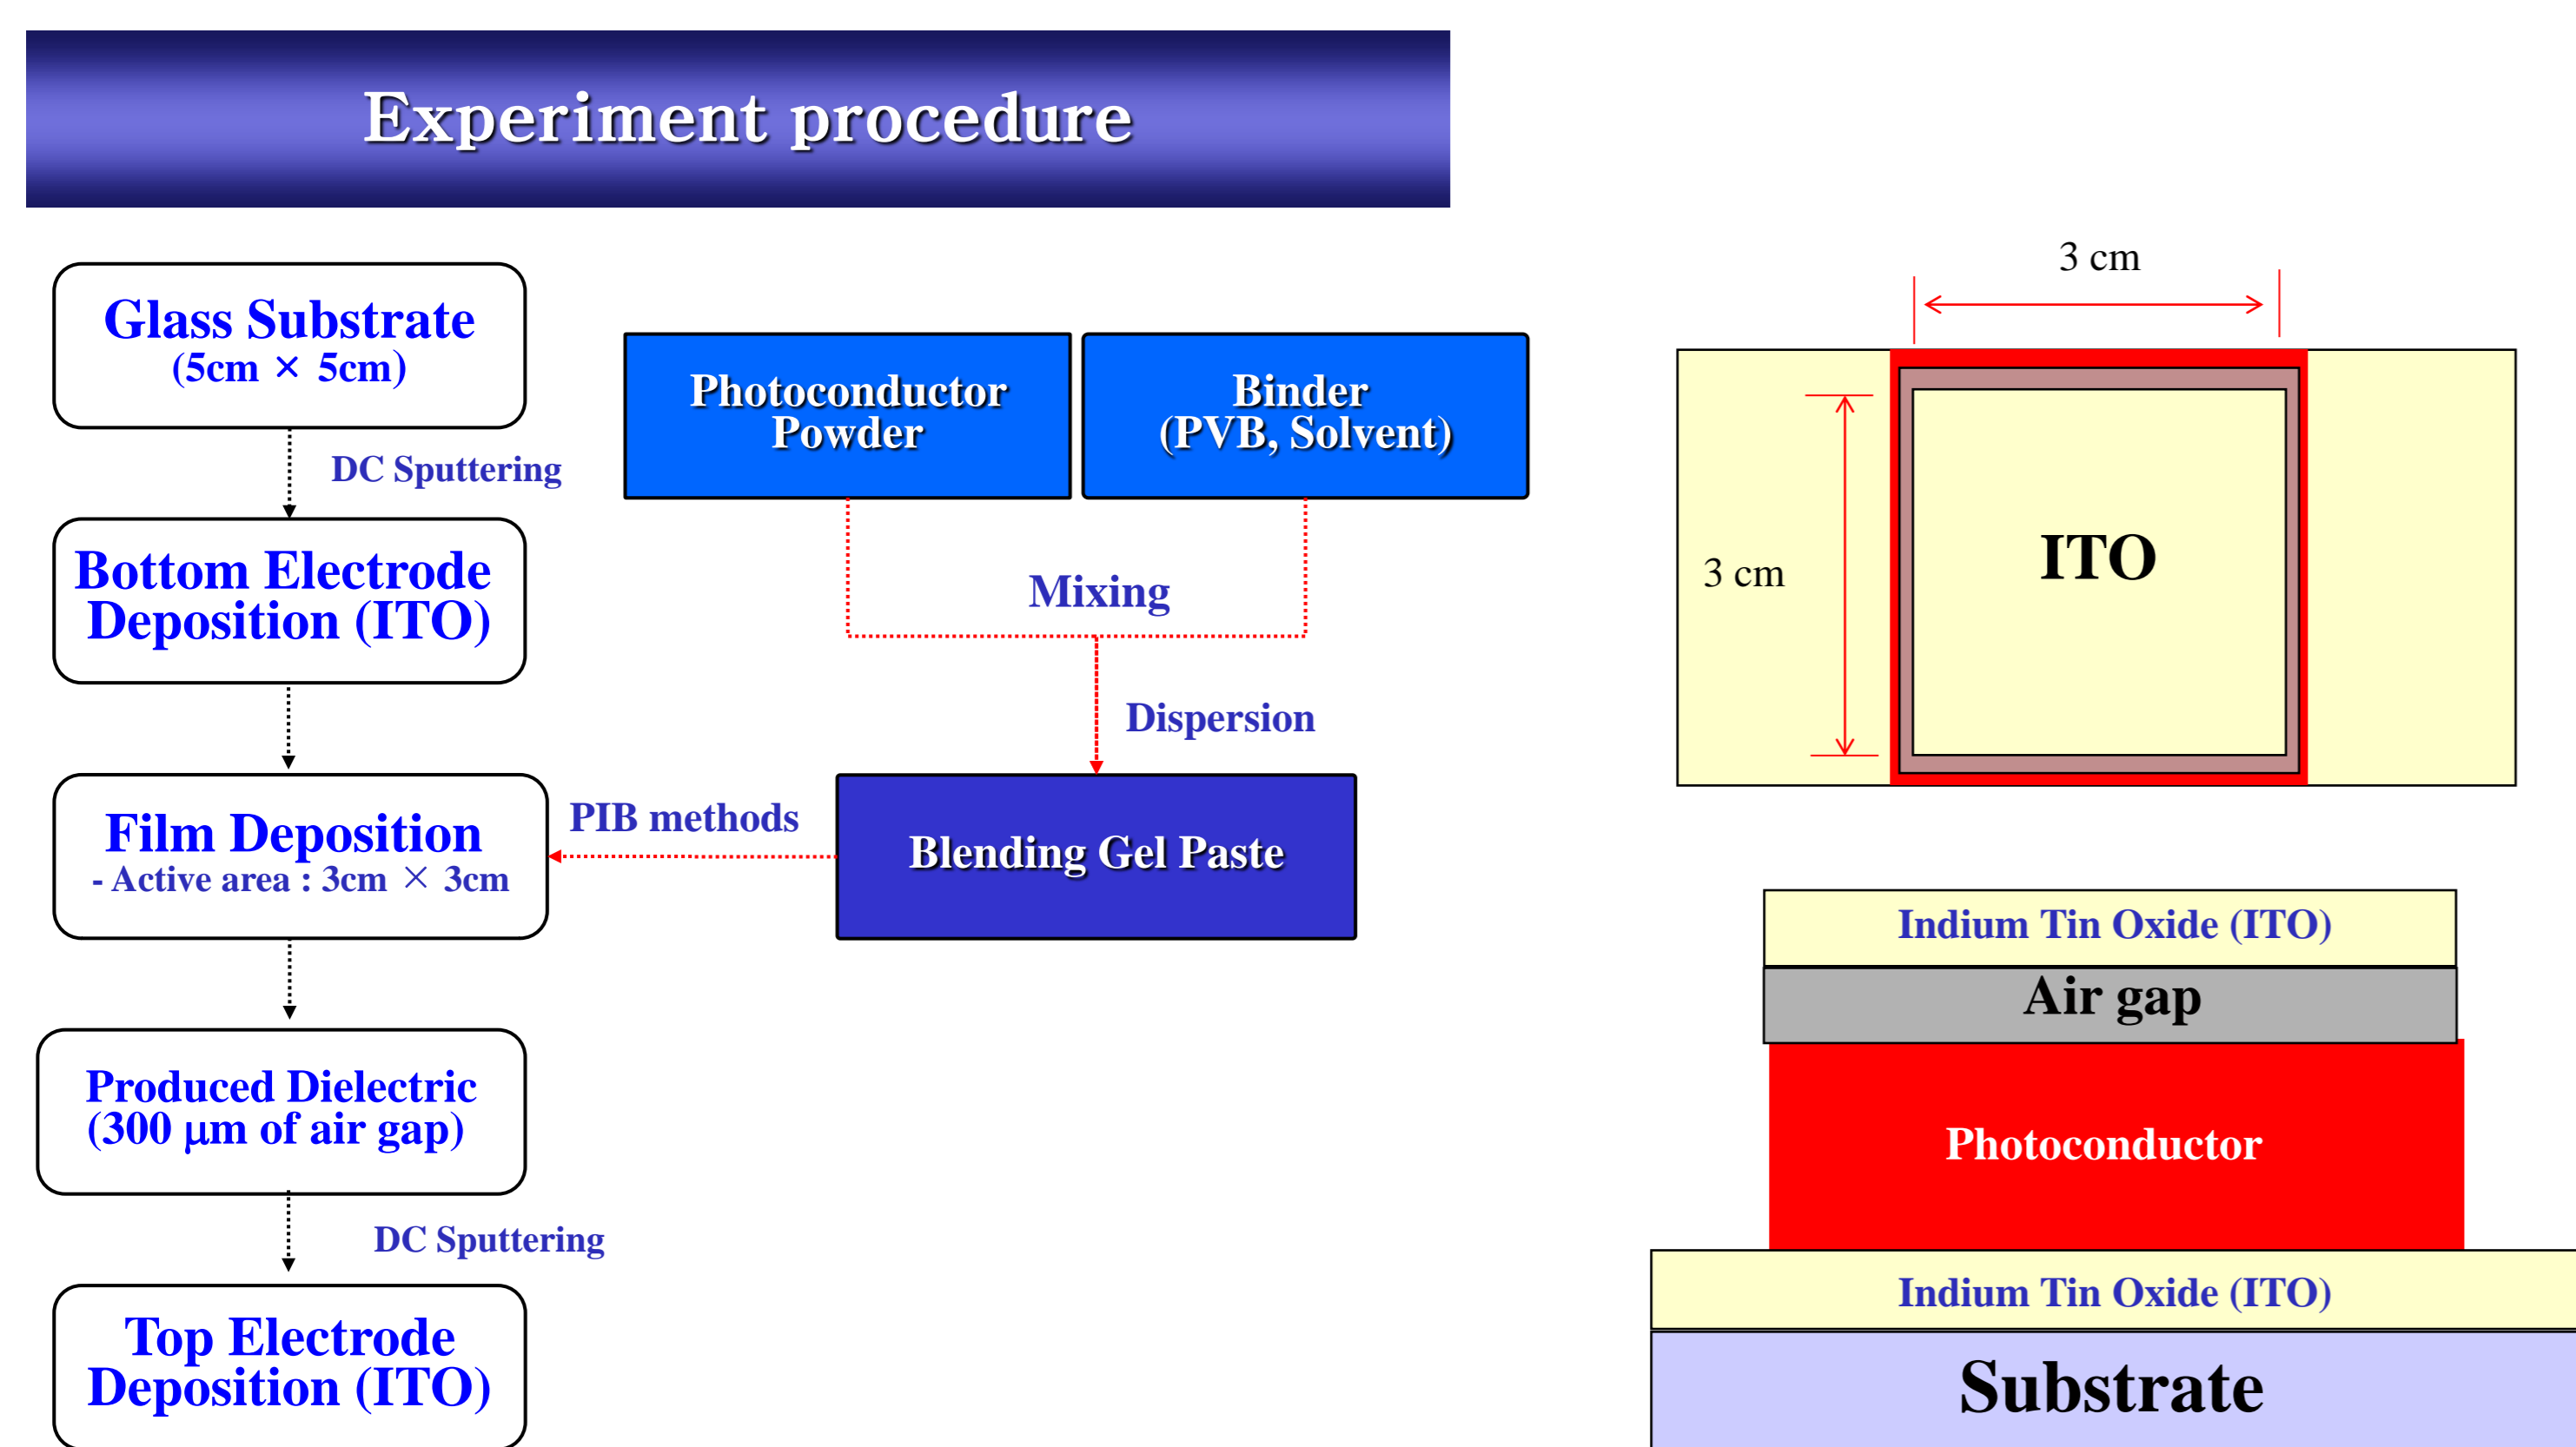 Experiment procedure
Glass Substrate
(5cm × 5cm)
DC Sputtering
Bottom Electrode
Deposition (ITO)
Film Deposition
- Active area : 3cm × 3cm
Produced Dielectric
(300 μm of air gap)
DC Sputtering
Top Electrode
Deposition (ITO)
Photoconductor
Powder
Binder
(PVB, Solvent)
Mixing
Dispersion
PIB methods
Blending Gel Paste
3 cm
3 cm
ITO
Indium Tin Oxide (ITO)
Air gap
Photoconductor
Indium Tin Oxide (ITO)
Substrate